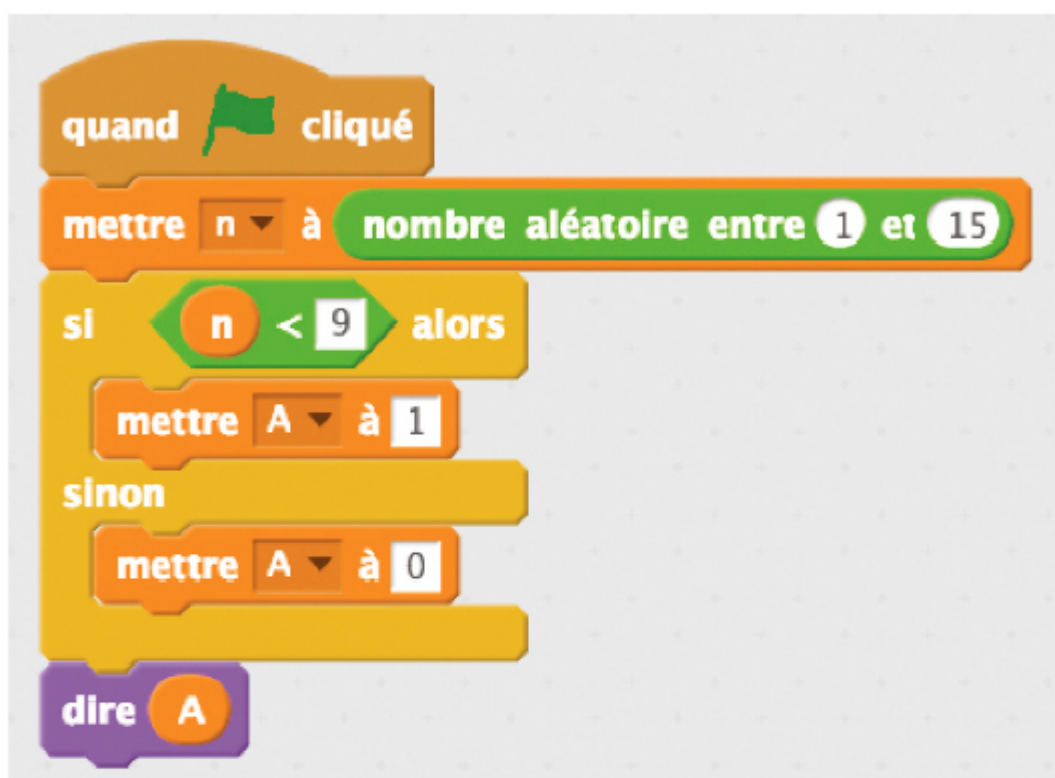 quand cliqué
mettre n à nombre aléatoire entre 1 et 15
si n < 9 alors
mettre A à 1
sinon
mettre A à 0
dire A